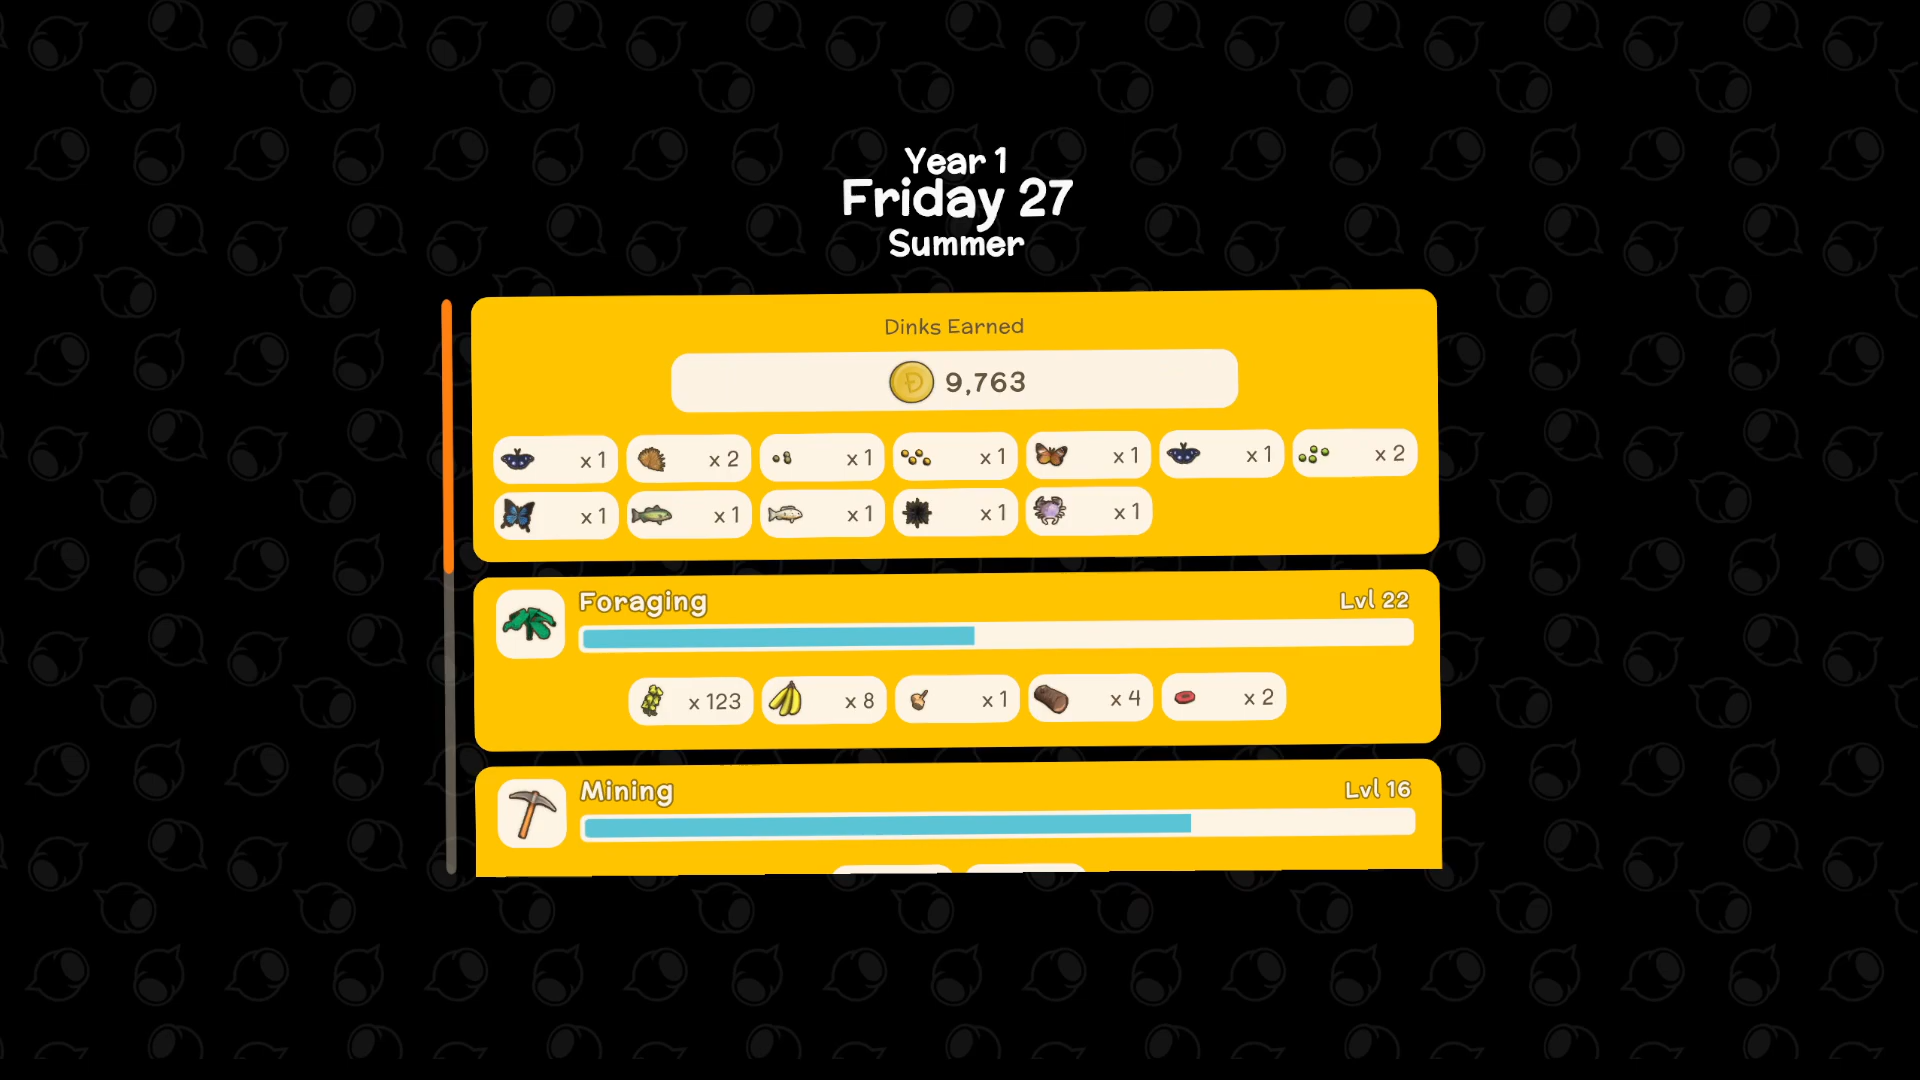 Year 1
Friday 27
Summer
Dinks Earned
Đ 9,763
x 1 x 2 x 1 x 1 x 1 x 1 x 2
x 1 x 1 x 1 x 1 x 1
Foraging Lvl 22
x 123 x 8 x 1 x 4 x 2
Mining Lvl 16